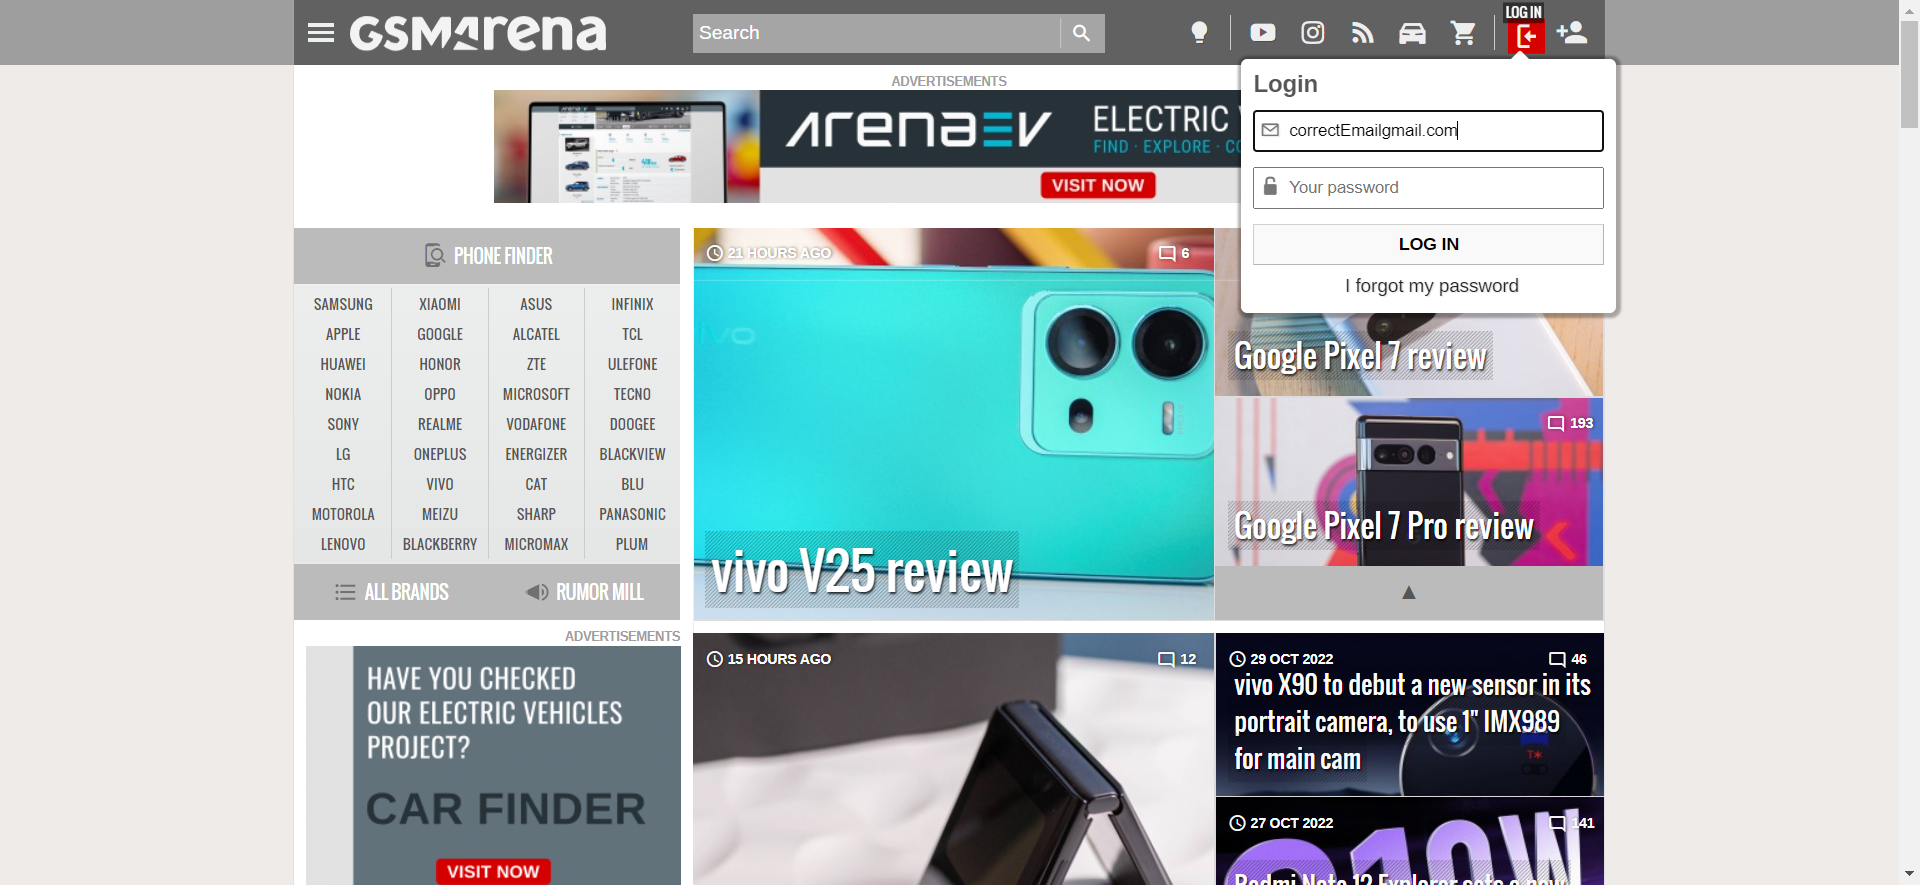 GSMArena
Search
LOG IN
Login
correctEmailgmail.com
Your password
LOG IN
I forgot my password
ADVERTISEMENTS
arenaEV
ELECTRIC
FIND · EXPLORE ·
VISIT NOW
PHONE FINDER
SAMSUNG XIAOMI ASUS INFINIX
APPLE GOOGLE ALCATEL TCL
HUAWEI HONOR ZTE ULEFONE
NOKIA OPPO MICROSOFT TECNO
SONY REALME VODAFONE DOOGEE
LG ONEPLUS ENERGIZER BLACKVIEW
HTC VIVO CAT BLU
MOTOROLA MEIZU SHARP PANASONIC
LENOVO BLACKBERRY MICROMAX PLUM
ALL BRANDS RUMOR MILL
21 HOURS AGO 6
vivo
vivo V25 review
Google Pixel 7 review
193
Google Pixel 7 Pro review
ADVERTISEMENTS
HAVE YOU CHECKED
OUR ELECTRIC VEHICLES
PROJECT?
CAR FINDER
VISIT NOW
15 HOURS AGO 12
29 OCT 2022 46
vivo X90 to debut a new sensor in its
portrait camera, to use 1" IMX989
for main cam
27 OCT 2022 141
210W
Redmi Note 12 Explorer sets a new